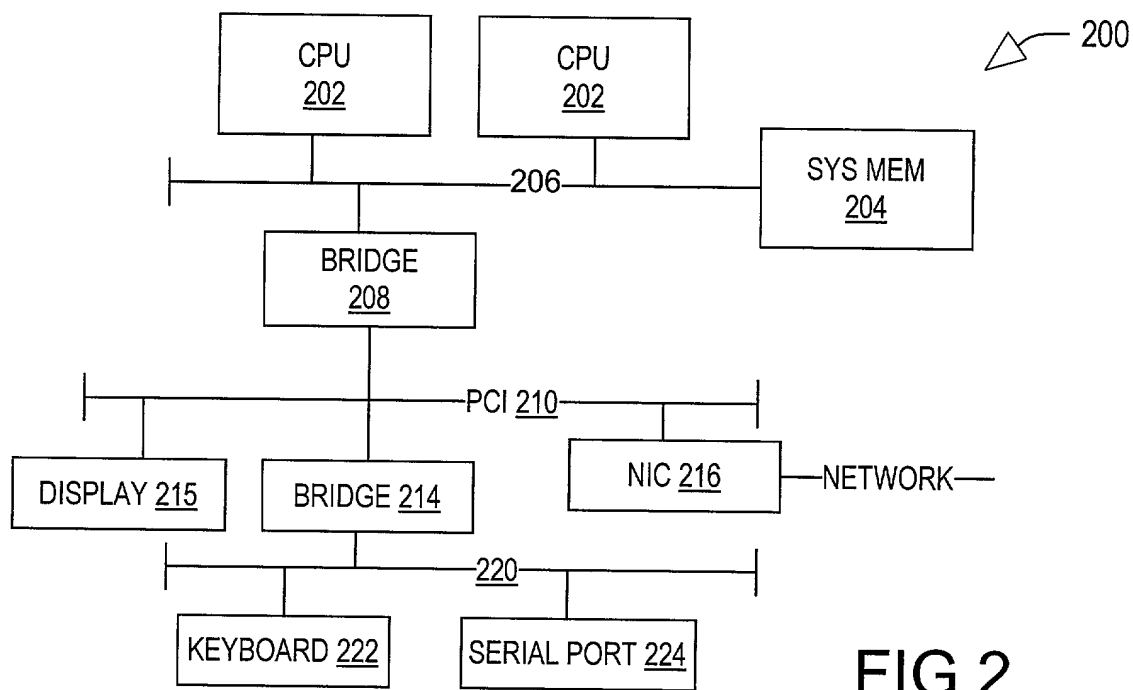 200
CPU
202
CPU
202
SYS MEM
204
206
BRIDGE
208
PCI 210
DISPLAY 215
BRIDGE 214
NIC 216
NETWORK
220
KEYBOARD 222
SERIAL PORT 224
FIG 2